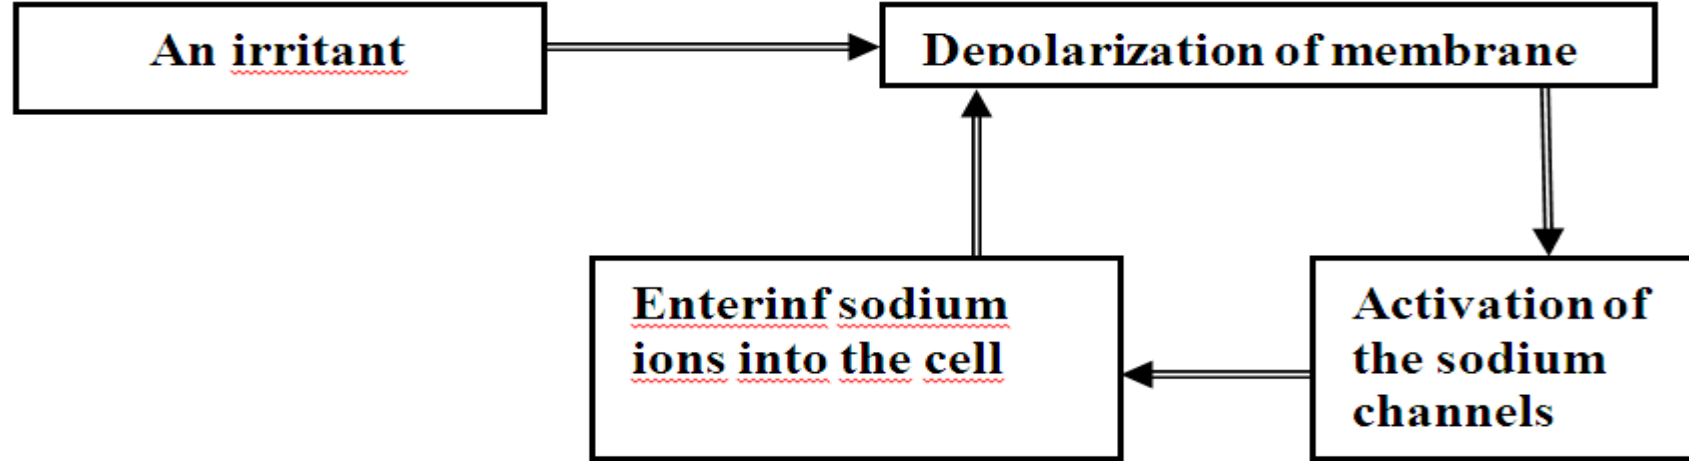 An irritant
Depolarization of membrane
Enterinf sodium
ions into the cell
Activation of
the sodium
channels